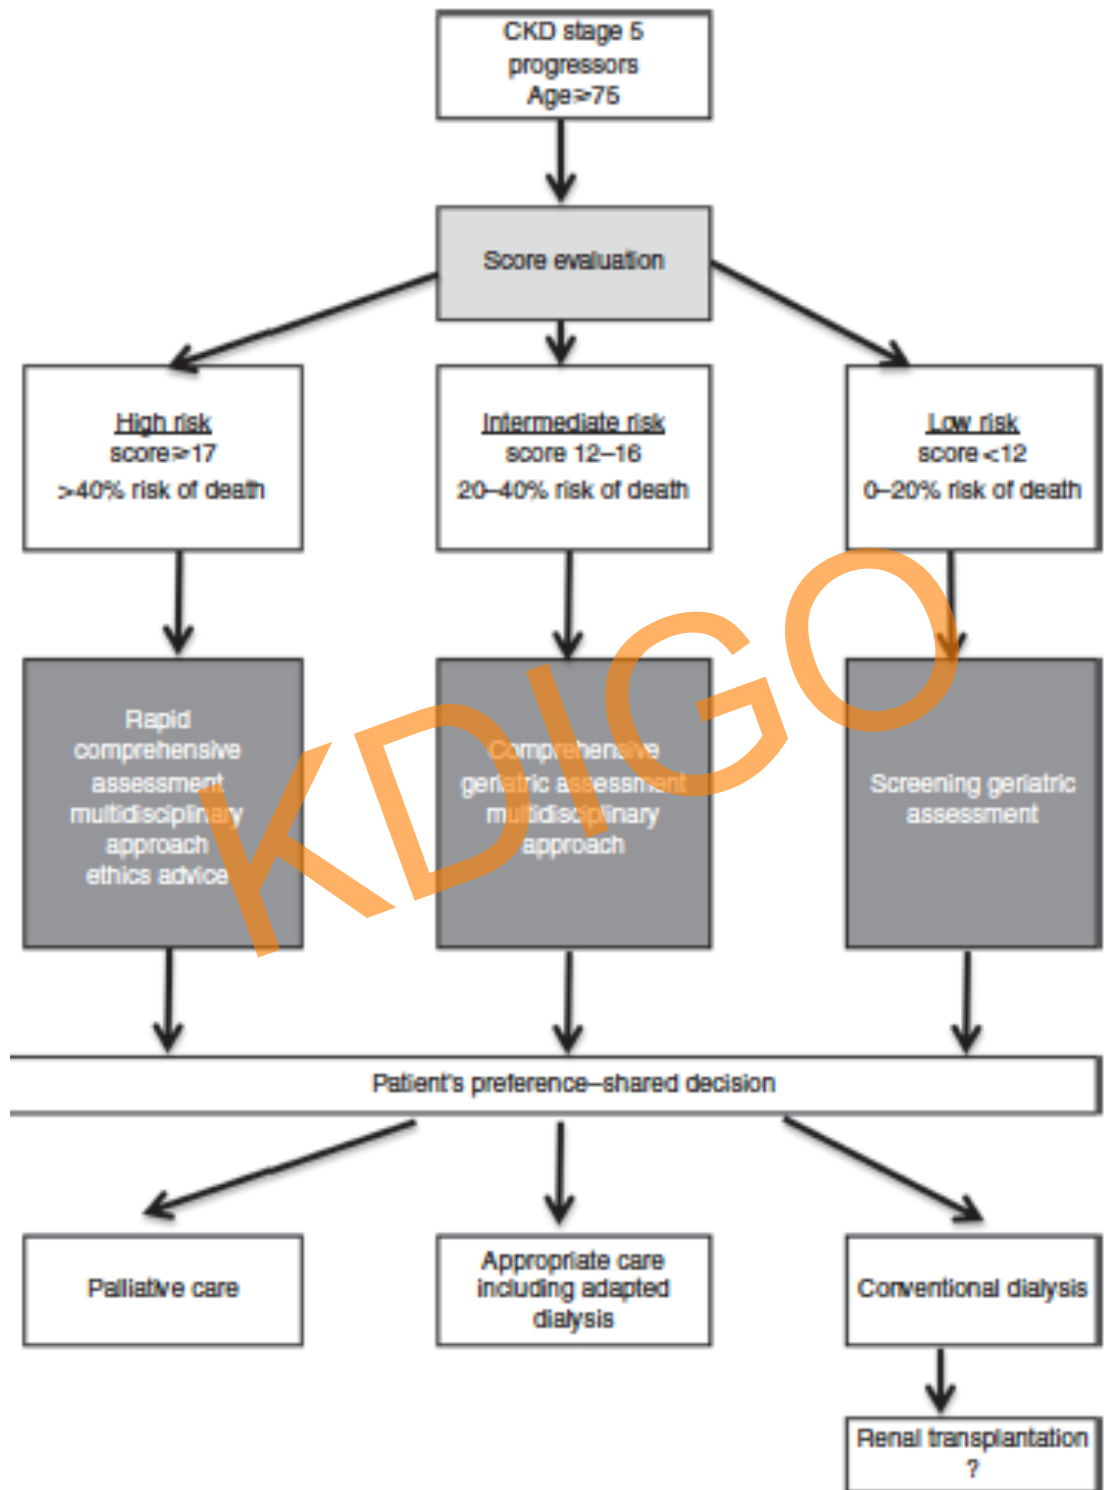 CKD stage 5
progressors
Age≥75
Score evaluation
High risk
score≥17
>40% risk of death
Intermediate risk
score 12–16
20–40% risk of death
Low risk
score <12
0–20% risk of death
Rapid
comprehensive
assessment
multidisciplinary
approach
ethics advice
Comprehensive
geriatric assessment
multidisciplinary
approach
Screening geriatric
assessment
KDIGO
Patient's preference–shared decision
Palliative care
Appropriate care
including adapted
dialysis
Conventional dialysis
Renal transplantation
?